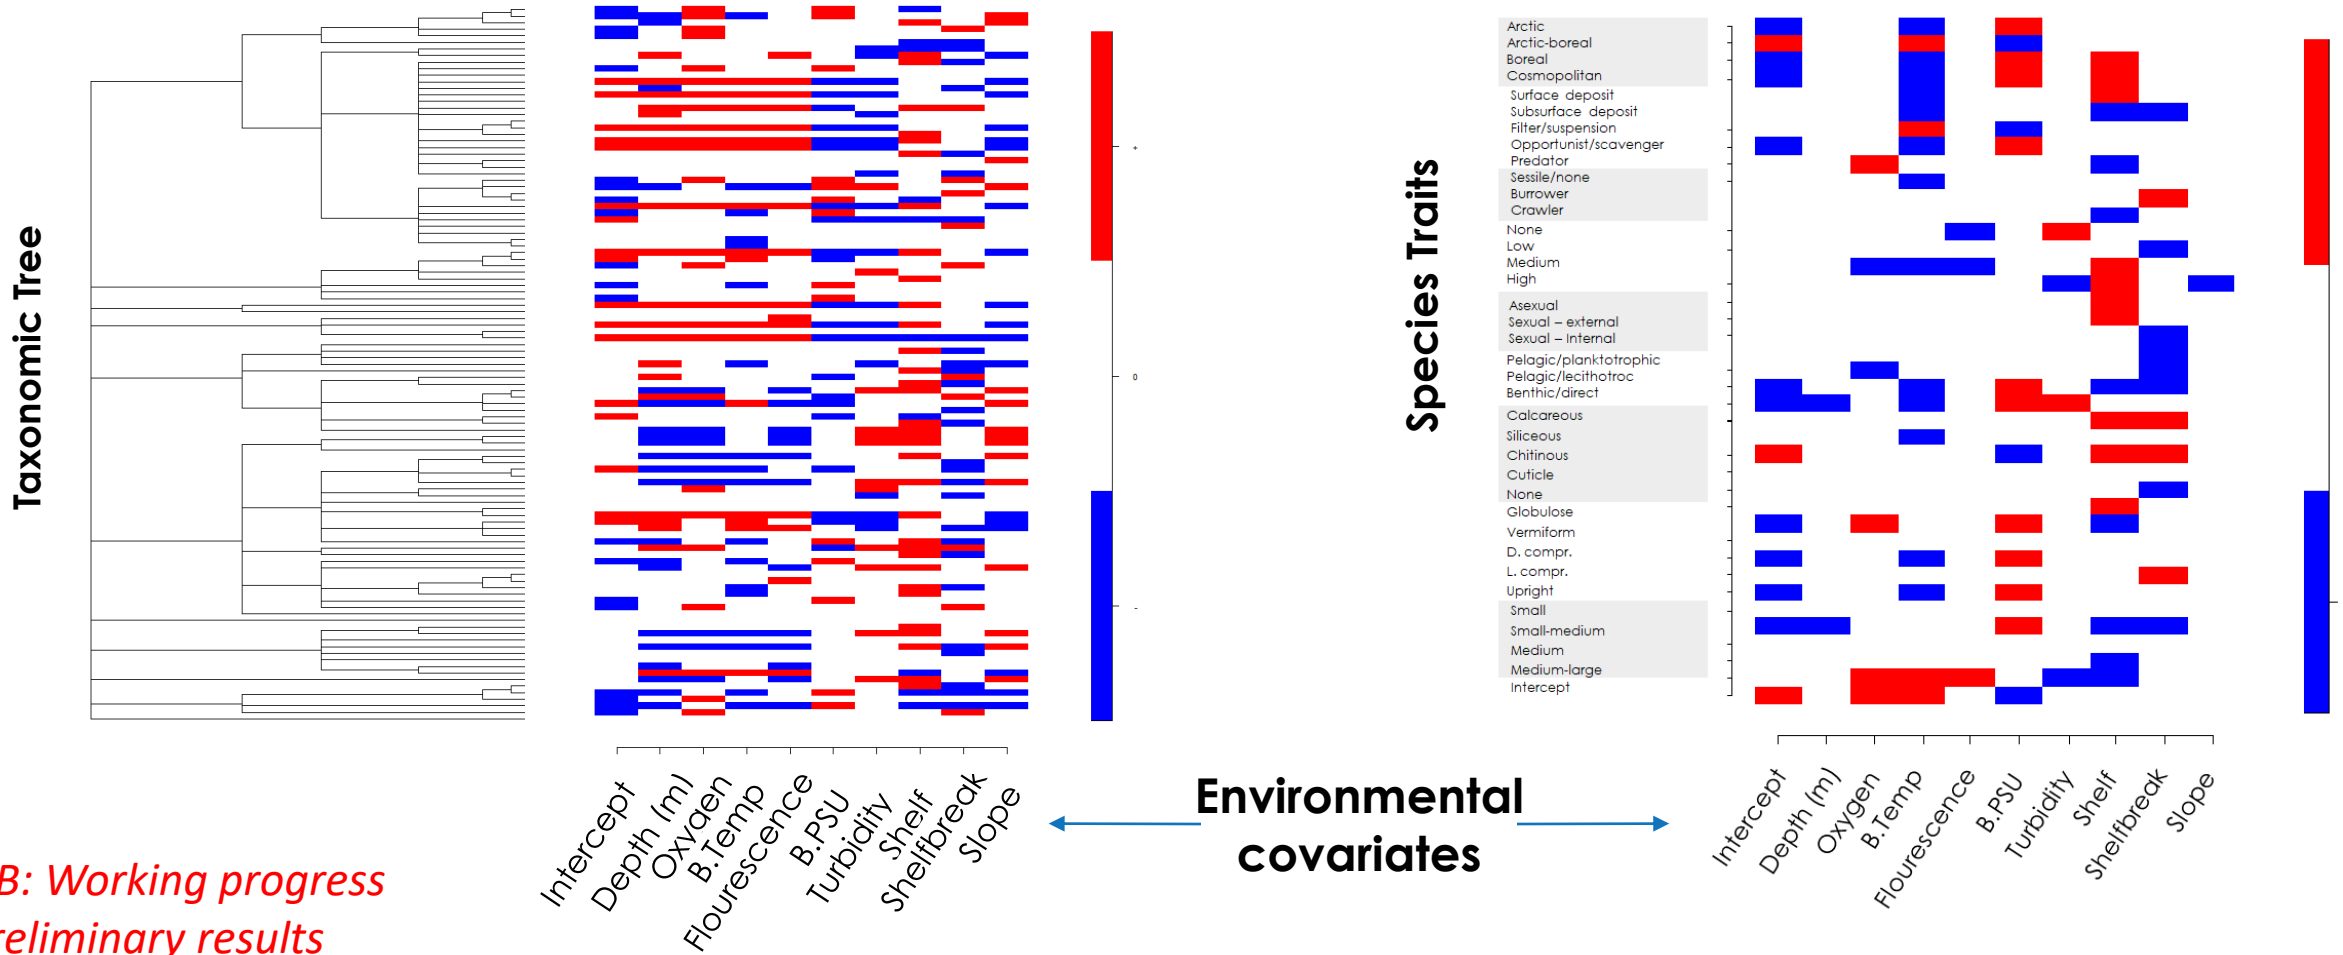 Taxonomic Tree
+
0
-
Intercept
Depth (m)
Oxygen
B.Temp
Flourescence
B.PSU
Turbidity
Shelf
Shelfbreak
Slope
B: Working progress
reliminary results
Environmental
covariates
Species Traits
Arctic
Arctic-boreal
Boreal
Cosmopolitan
Surface deposit
Subsurface deposit
Filter/suspension
Opportunist/scavenger
Predator
Sessile/none
Burrower
Crawler
None
Low
Medium
High
Asexual
Sexual – external
Sexual – Internal
Pelagic/planktotrophic
Pelagic/lecithotroc
Benthic/direct
Calcareous
Siliceous
Chitinous
Cuticle
None
Globulose
Vermiform
D. compr.
L. compr.
Upright
Small
Small-medium
Medium
Medium-large
Intercept
Intercept
Depth (m)
Oxygen
B.Temp
Flourescence
B.PSU
Turbidity
Shelf
Shelfbreak
Slope